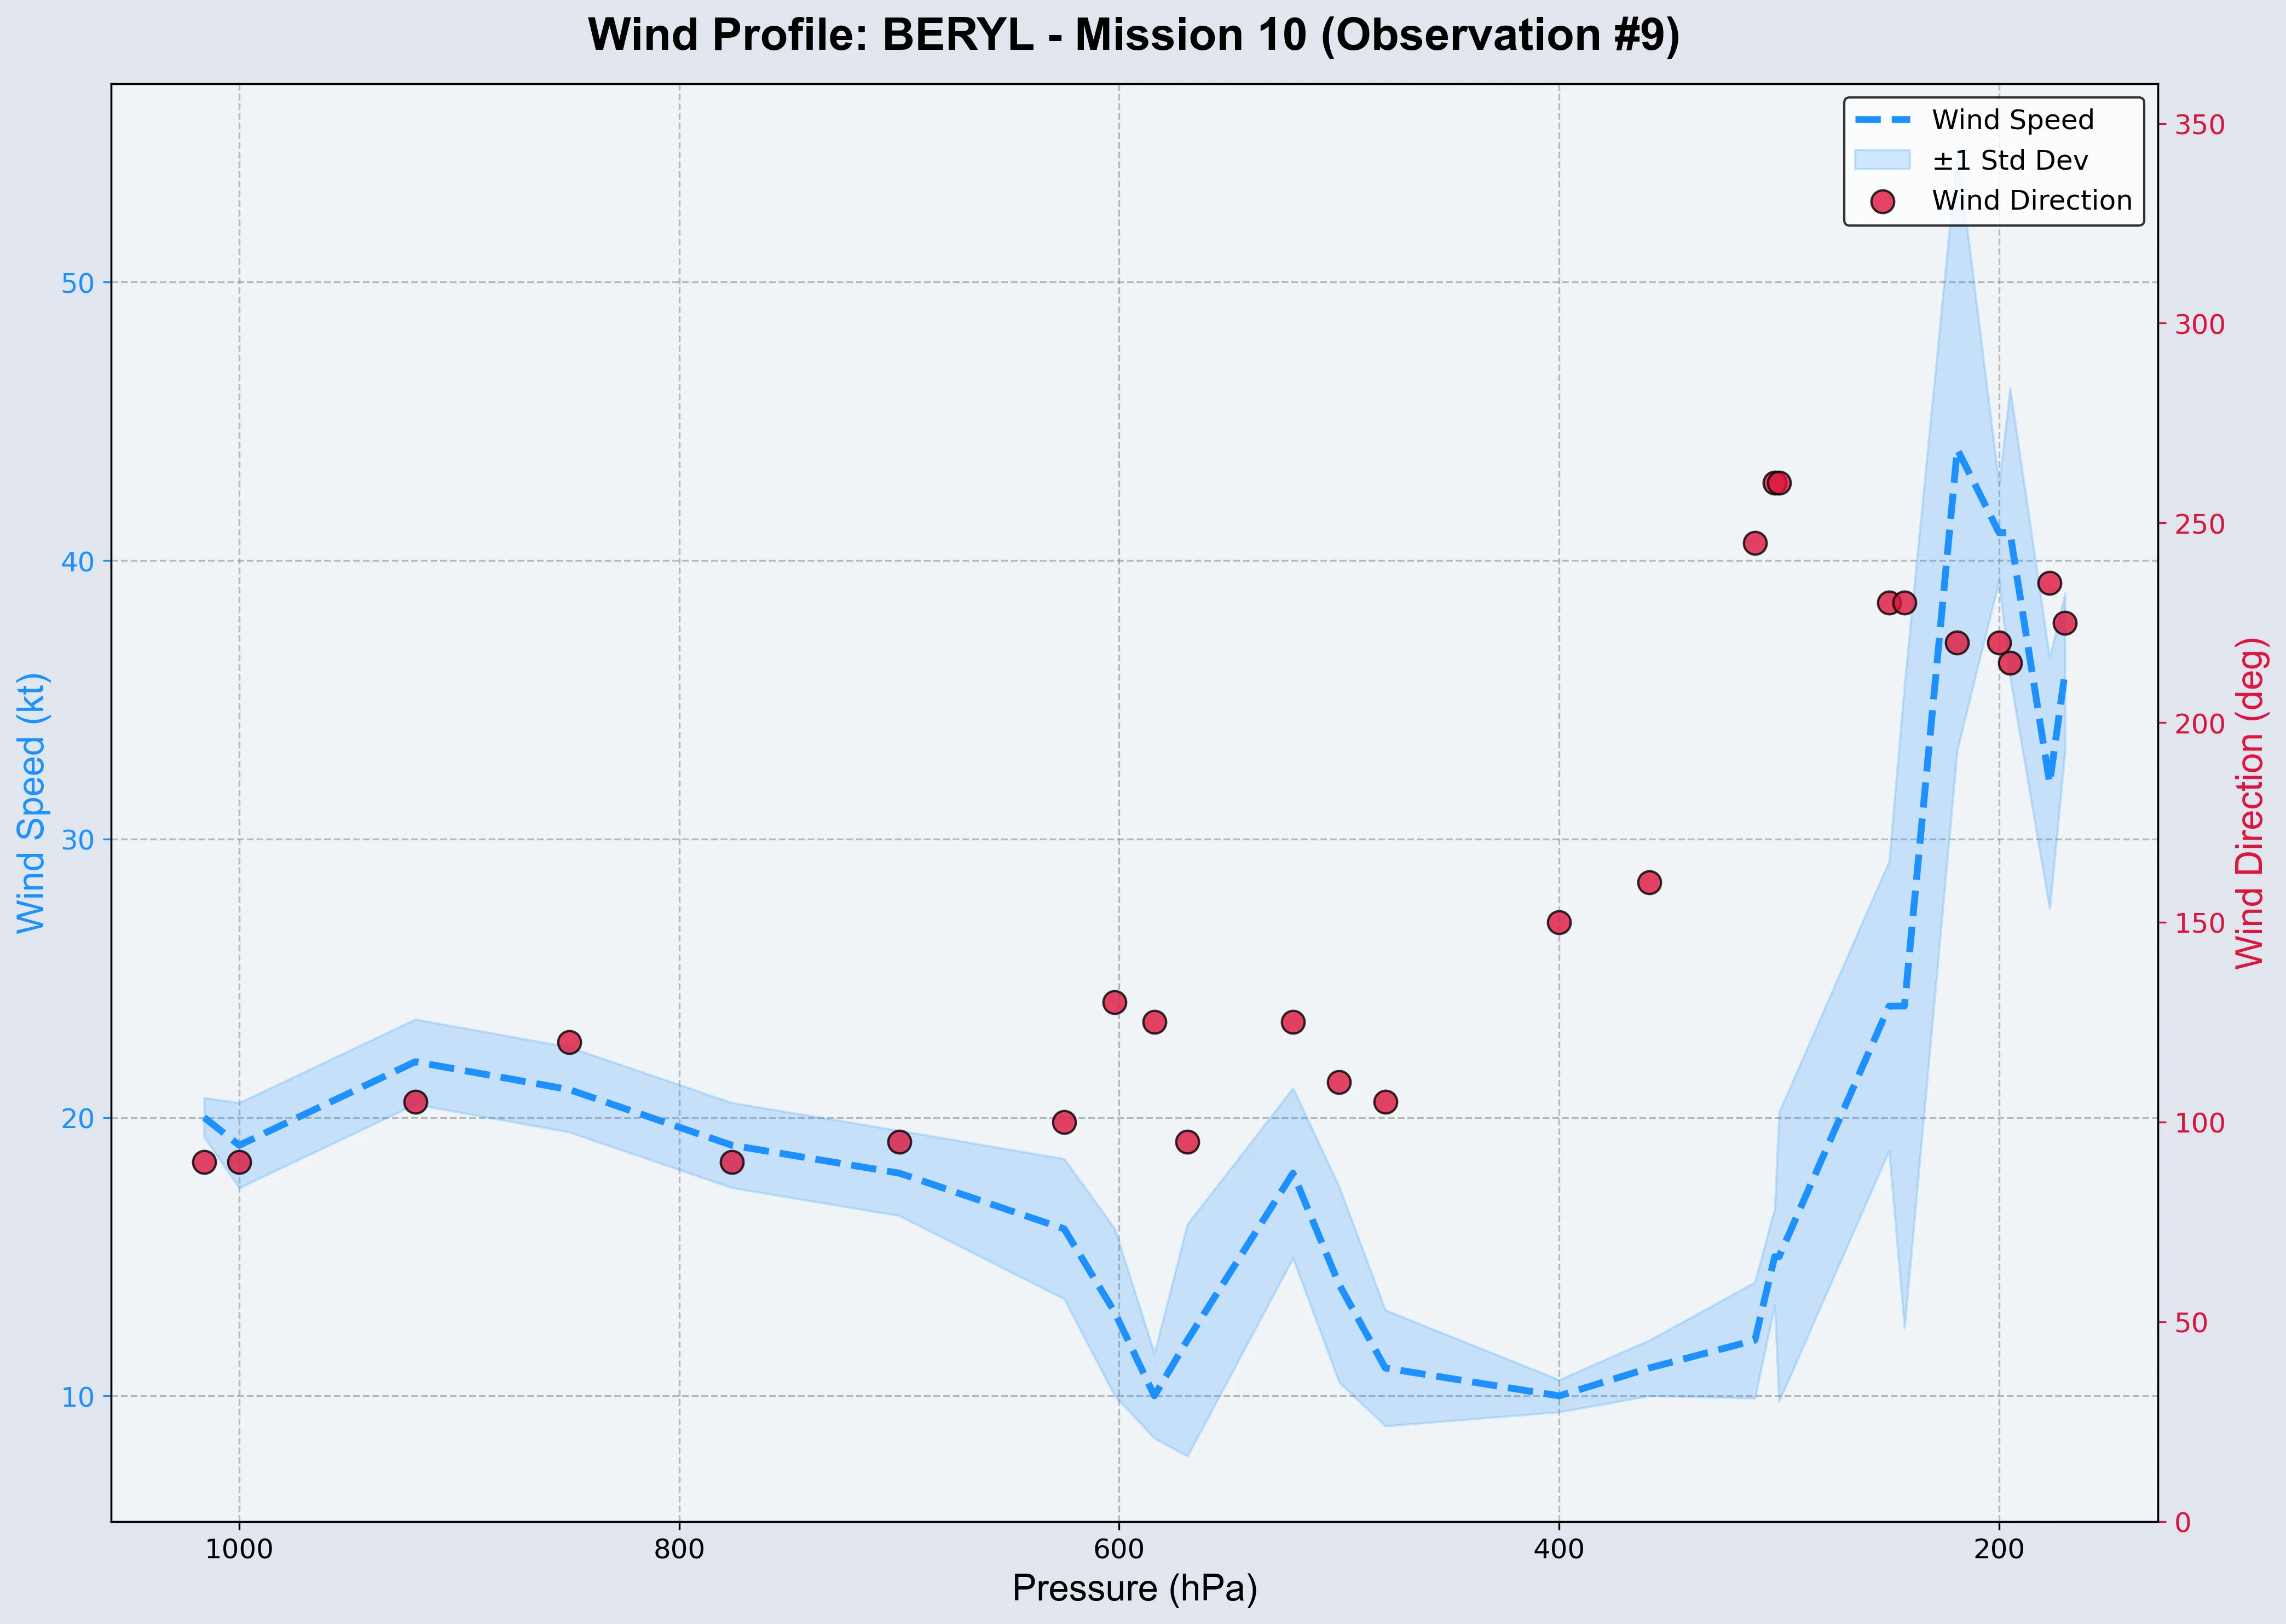 Wind Profile: BERYL - Mission 10 (Observation #9)
Wind Speed
±1 Std Dev
Wind Direction
Wind Speed (kt)
50
40
30
20
10
350
300
250
200
150
100
50
0
Wind Direction (deg)
1000
800
600
400
200
Pressure (hPa)